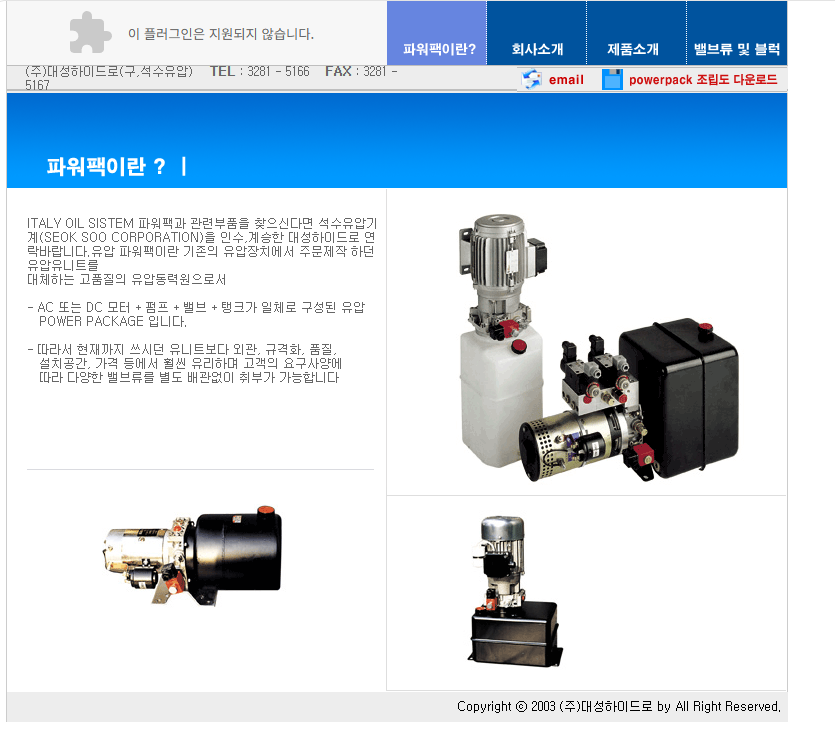 이 플러그인은 지원되지 않습니다.
파워팩이란? 회사소개 제품소개 밸브류 및 블럭
(주)대성하이드로(구,석수유압) TEL : 3281 - 5166 FAX : 3281 -
5167
email powerpack 조립도 다운로드
파워팩이란 ? ㅣ
ITALY OIL SISTEM 파워팩과 관련부품을 찾으신다면 석수유압기
계(SEOK SOO CORPORATION)을 인수,계승한 대성하이드로 연
락바랍니다.유압 파워팩이란 기존의 유압장치에서 주문제작 하던
유압유니트를
대체하는 고품질의 유압동력원으로서
- AC 또는 DC 모터 + 펌프 + 밸브 + 탱크가 일체로 구성된 유압
POWER PACKAGE 입니다.
- 따라서 현재까지 쓰시던 유니트보다 외관, 규격화, 품질,
설치공간, 가격 등에서 훨씬 유리하며 고객의 요구사양에
따라 다양한 밸브류를 별도 배관없이 취부가 가능합니다
Copyright ⓒ 2003 (주)대성하이드로 by All Right Reserved.